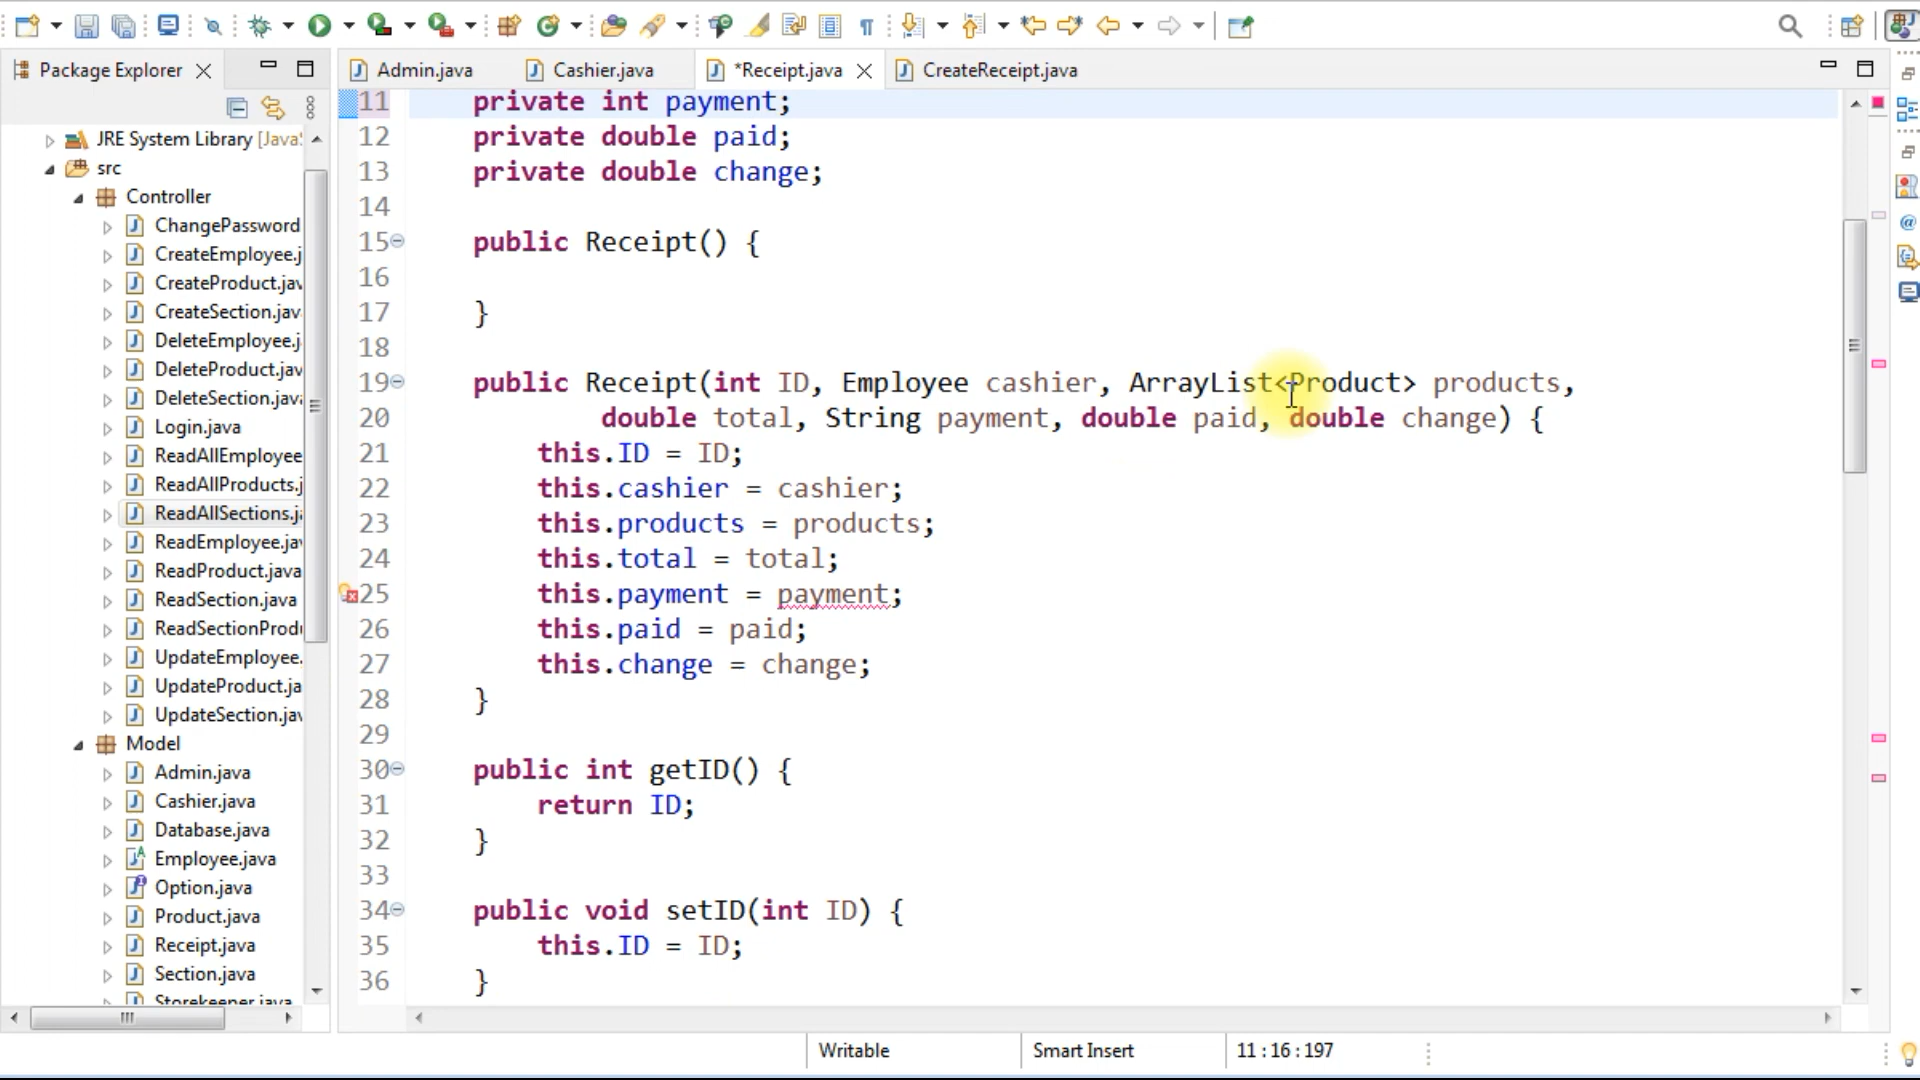 Package Explorer
Admin.java
Cashier.java
*Receipt.java
CreateReceipt.java
JRE System Library [Java
src
Controller
ChangePassword
CreateEmployee.j
CreateProduct.jav
CreateSection.jav
DeleteEmployee.j
DeleteProduct.jav
DeleteSection.java
Login.java
ReadAllEmployee
ReadAllProducts.j
ReadAllSections.ja
ReadEmployee.jav
ReadProduct.java
ReadSection.java
ReadSectionProdu
UpdateEmployee.
UpdateProduct.ja
UpdateSection.jav
Model
Admin.java
Cashier.java
Database.java
Employee.java
Option.java
Product.java
Receipt.java
Section.java
Storekeeper.java
11 private int payment;
12 private double paid;
13 private double change;
14
15 public Receipt() {
16
17 }
18
19 public Receipt(int ID, Employee cashier, ArrayList<Product> products,
20 double total, String payment, double paid, double change) {
21 this.ID = ID;
22 this.cashier = cashier;
23 this.products = products;
24 this.total = total;
25 this.payment = payment;
26 this.paid = paid;
27 this.change = change;
28 }
29
30 public int getID() {
31 return ID;
32 }
33
34 public void setID(int ID) {
35 this.ID = ID;
36 }
Writable
Smart Insert
11 : 16 : 197